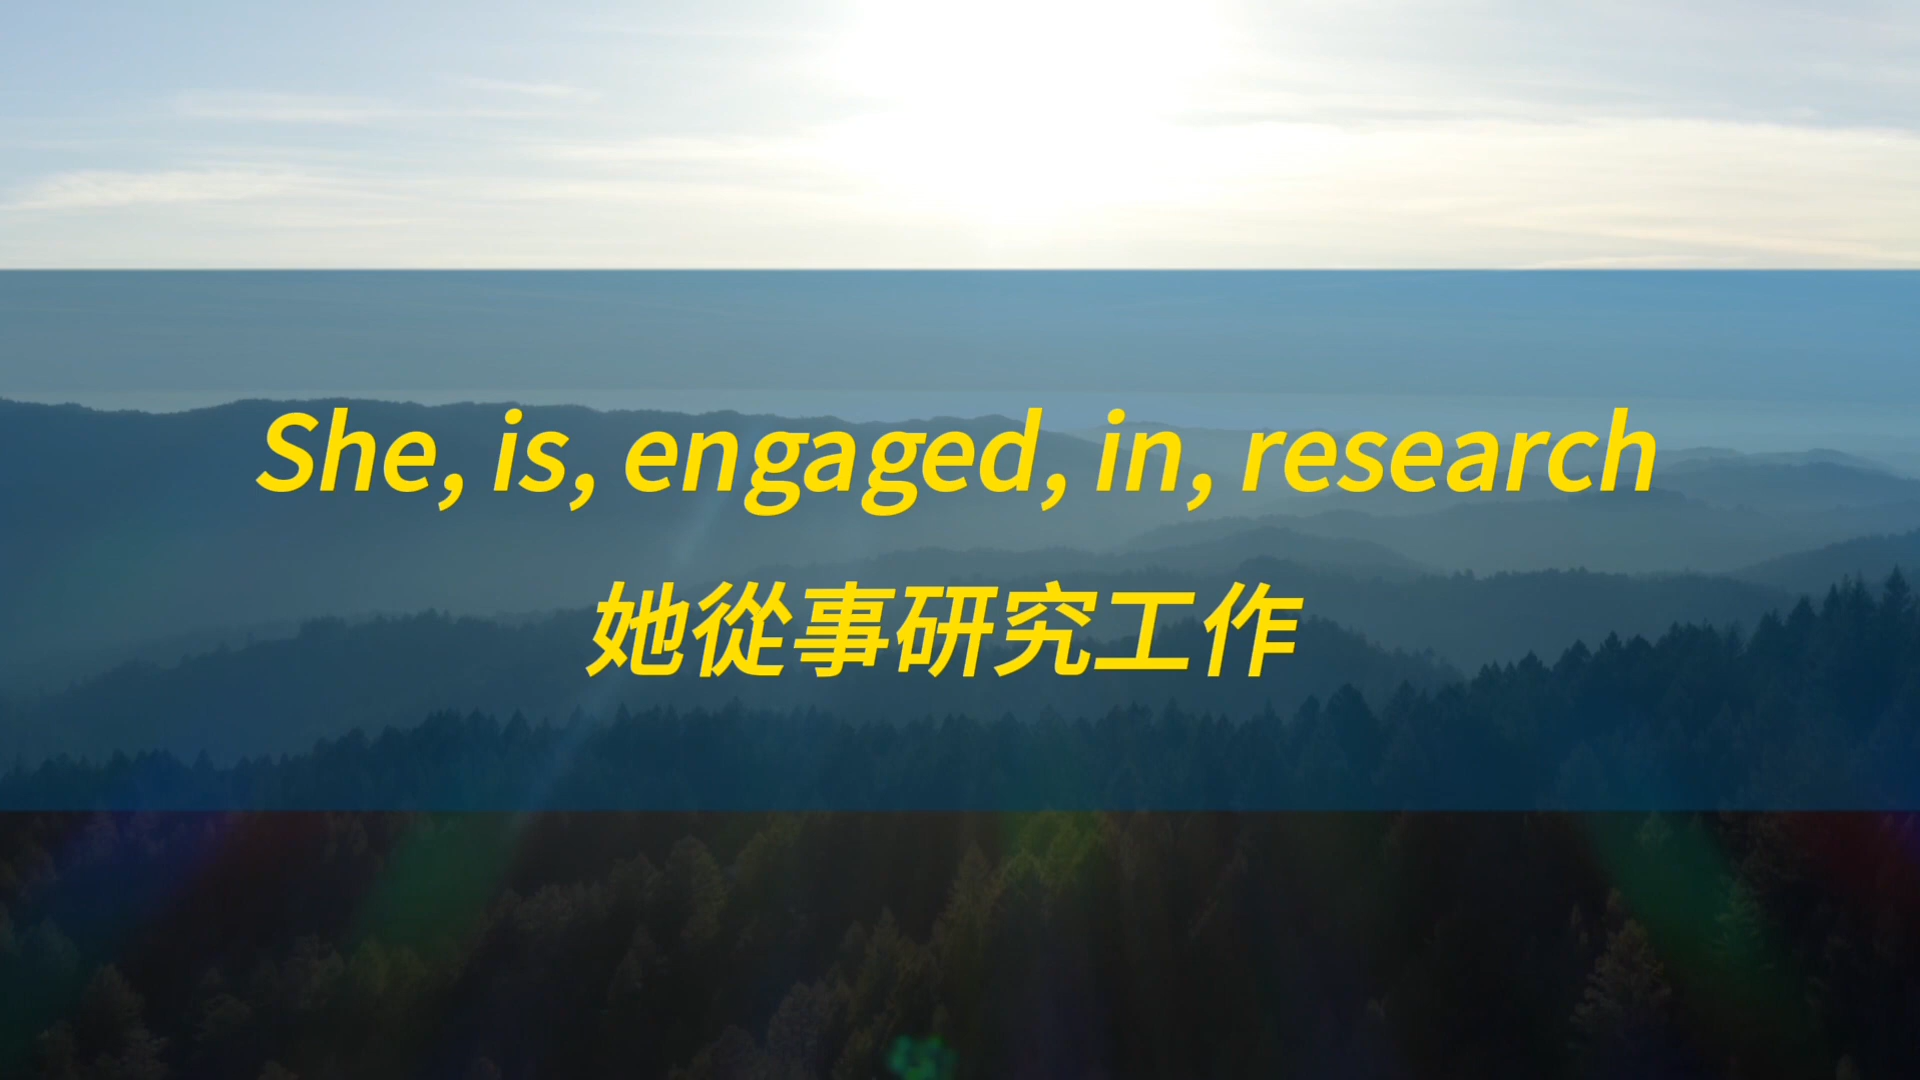 She, is, engaged, in, research
她從事研究工作